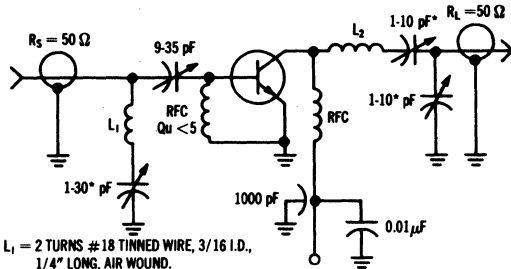 RS = 50 Ω
9-35 pF
L2
1-10 pF*
RL = 50Ω
L1
RFC
Qu < 5
RFC
1-10* pF
1-30* pF
1000 pF
0.01μF
L1 = 2 TURNS #18 TINNED WIRE, 3/16 I.D.,
1/4" LONG, AIR WOUND.